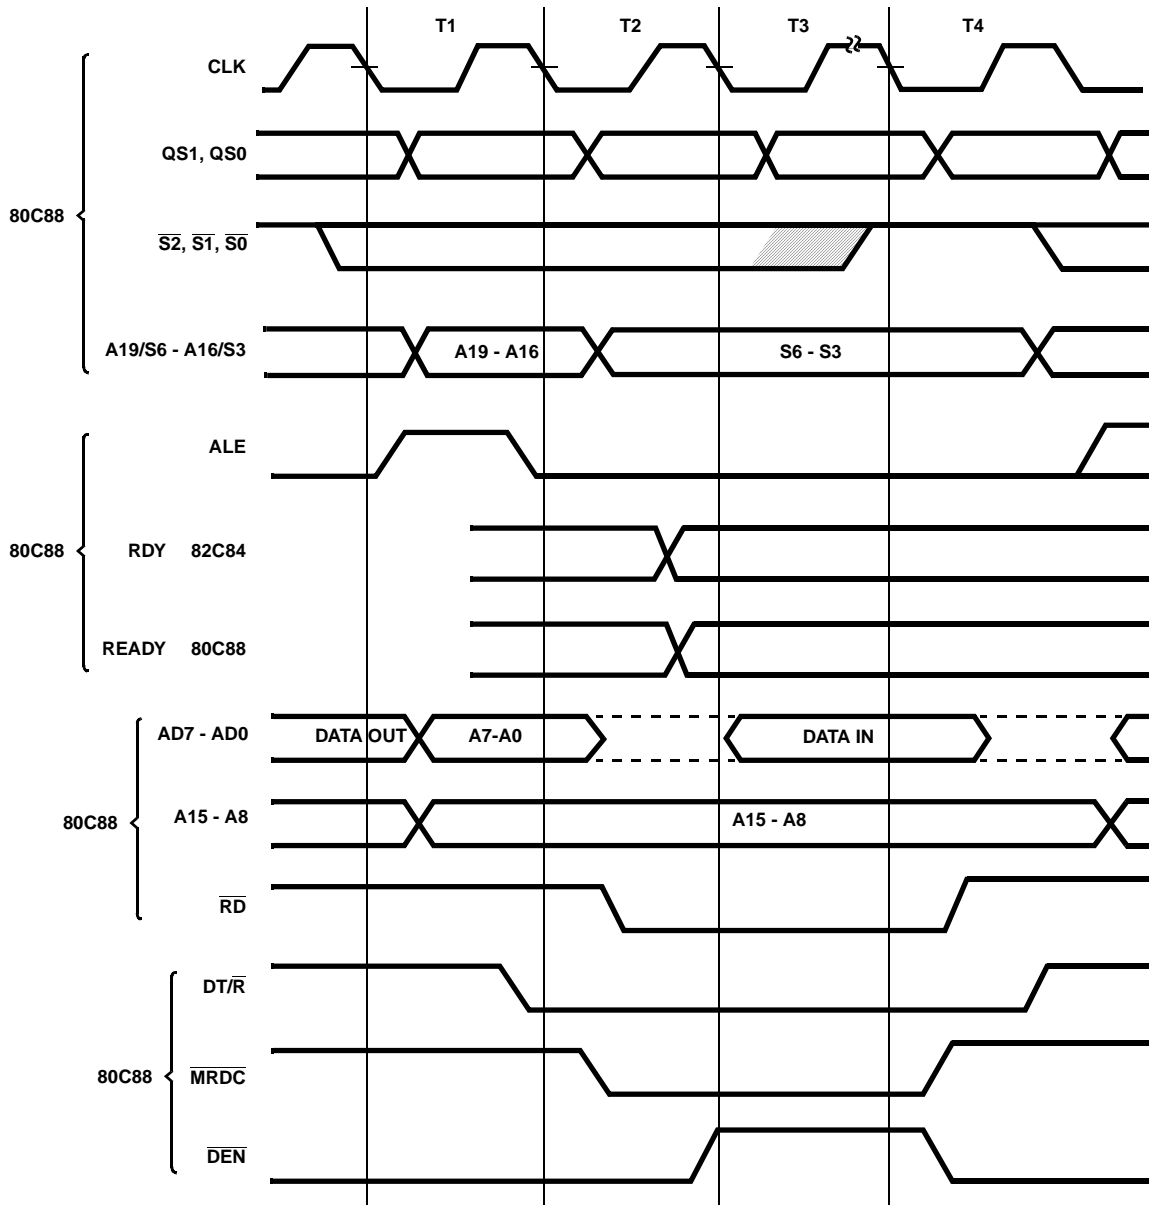 T1 T2 T3 T4
CLK
QS1, QS0
80C88
S2, S1, S0
A19/S6 - A16/S3 A19 - A16 S6 - S3
ALE
80C88 RDY 82C84
READY 80C88
AD7 - AD0 DATA OUT A7-A0 DATA IN
80C88 A15 - A8 A15 - A8
RD
DT/R
80C88 MRDC
DEN